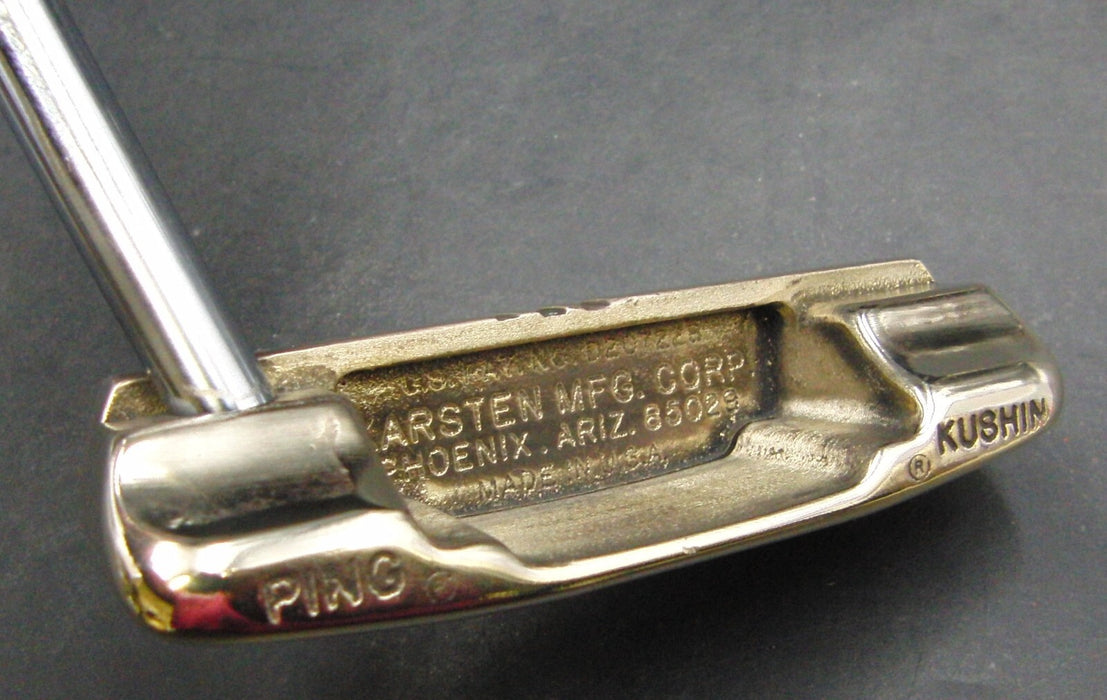 KARSTEN MFG. CORP.
PHOENIX. ARIZ. 85029
MADE IN U.S.A.
PING ®
® KUSHIN